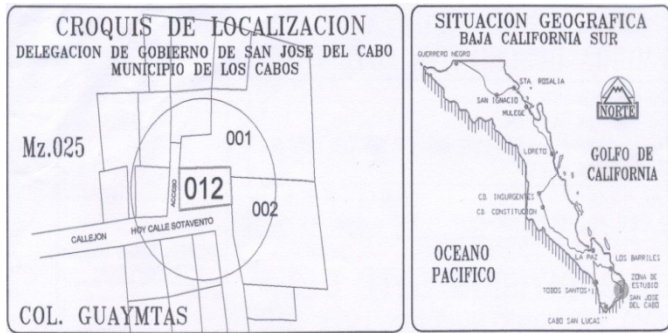 CROQUIS DE LOCALIZACION
DELEGACION DE GOBIERNO DE SAN JOSE DEL CABO
MUNICIPIO DE LOS CABOS
001
Mz.025
ACCESO
012
002
CALLEJON
HOY CALLE SOTAVENTO
COL. GUAYMTAS
SITUACION GEOGRAFICA
BAJA CALIFORNIA SUR
GUERRERO NEGRO
STA. ROSALIA
SAN IGNACIO
MULEGE
NORTE
LORETO
GOLFO DE
CALIFORNIA
CD. INSURGENTES
CD. CONSTITUCION
OCEANO
PACIFICO
LA PAZ
LOS BARRILES
ZONA DE
ESTUDIO
TODOS SANTOS
SAN JOSE
DEL CABO
CABO SAN LUCAS